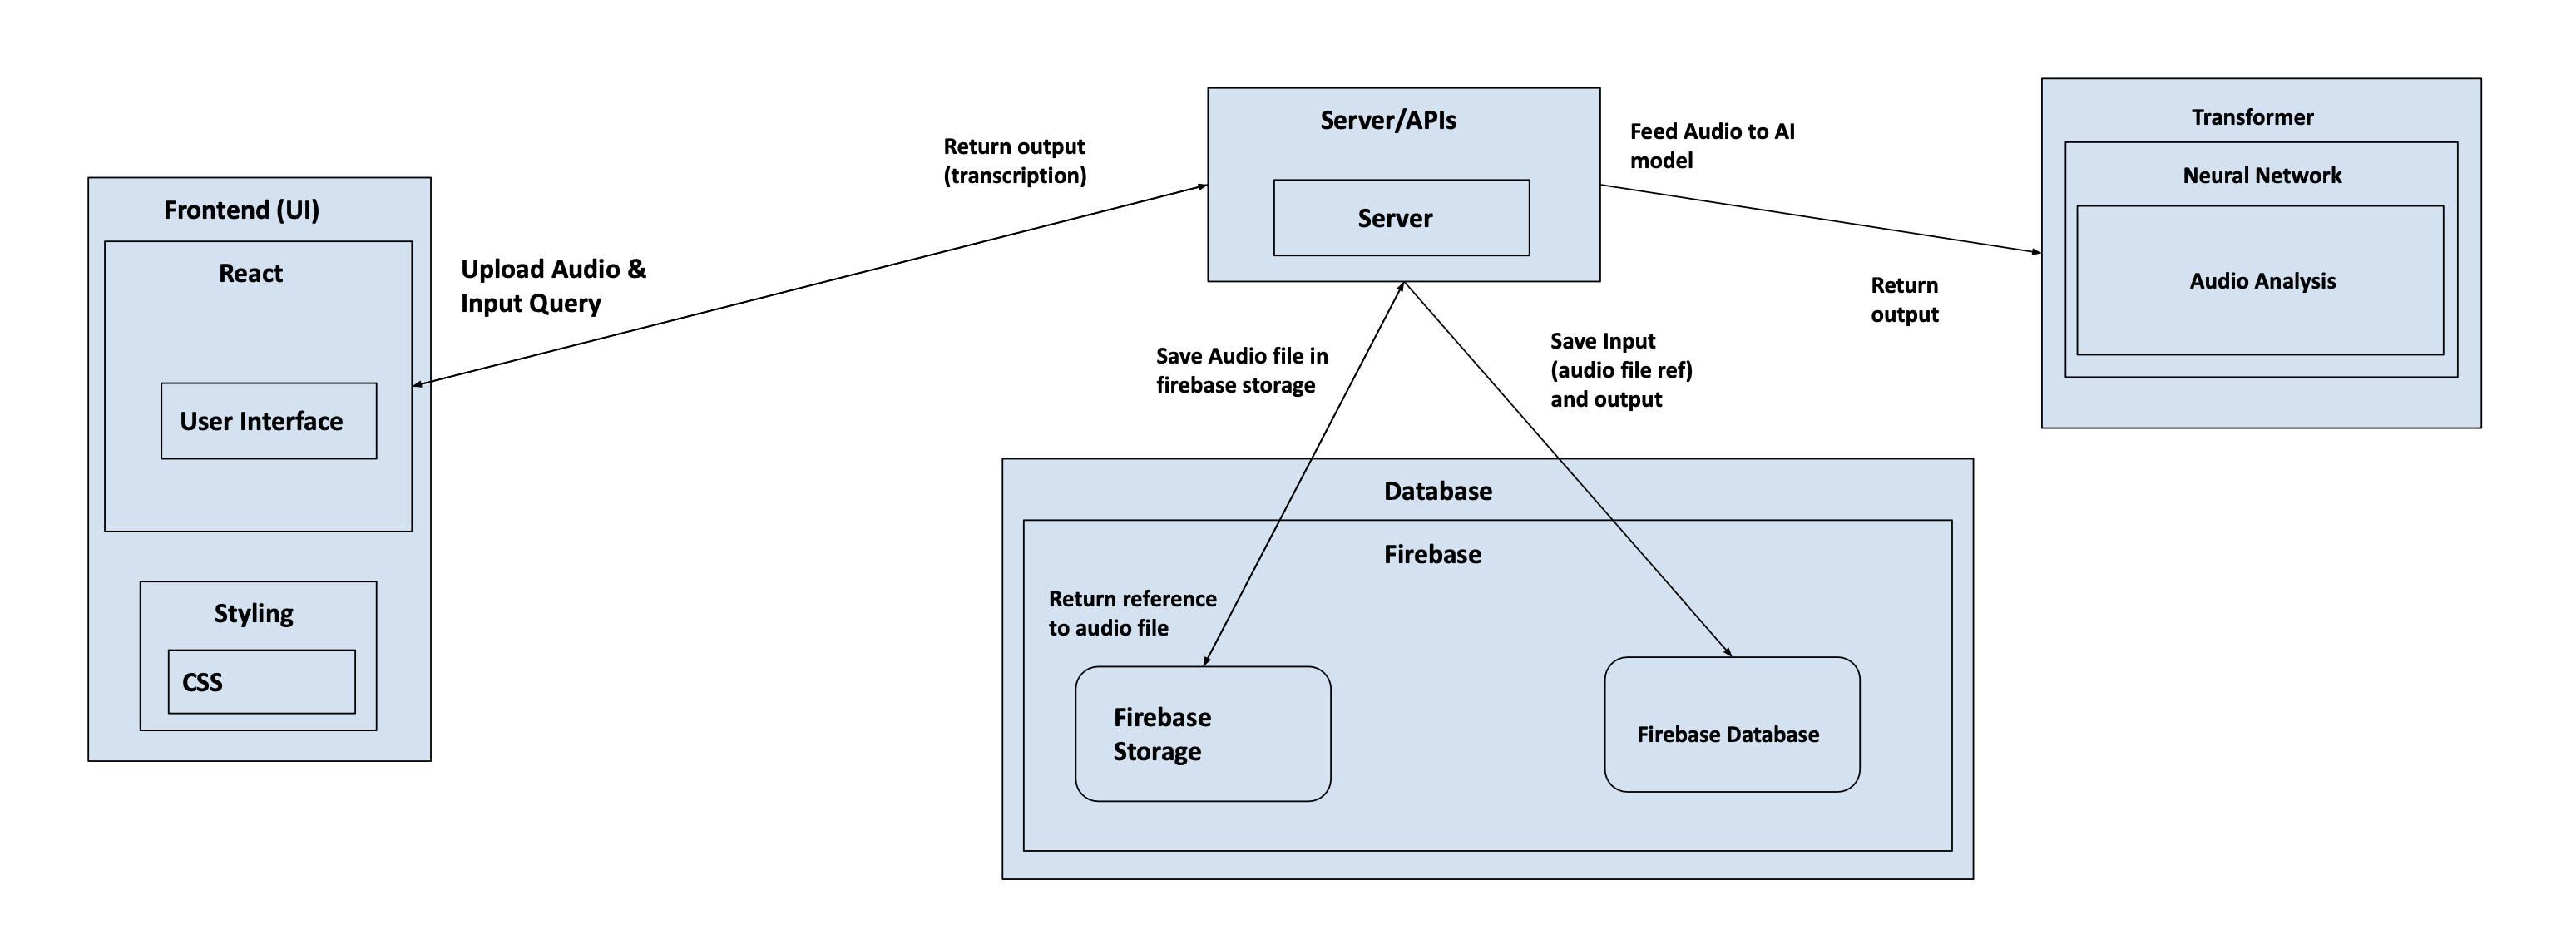 Frontend (UI)
React
User Interface
Styling
CSS
Upload Audio &
Input Query
Return output
(transcription)
Server/APIs
Server
Feed Audio to AI
model
Return
output
Transformer
Neural Network
Audio Analysis
Save Audio file in
firebase storage
Save Input
(audio file ref)
and output
Database
Firebase
Return reference
to audio file
Firebase
Storage
Firebase Database